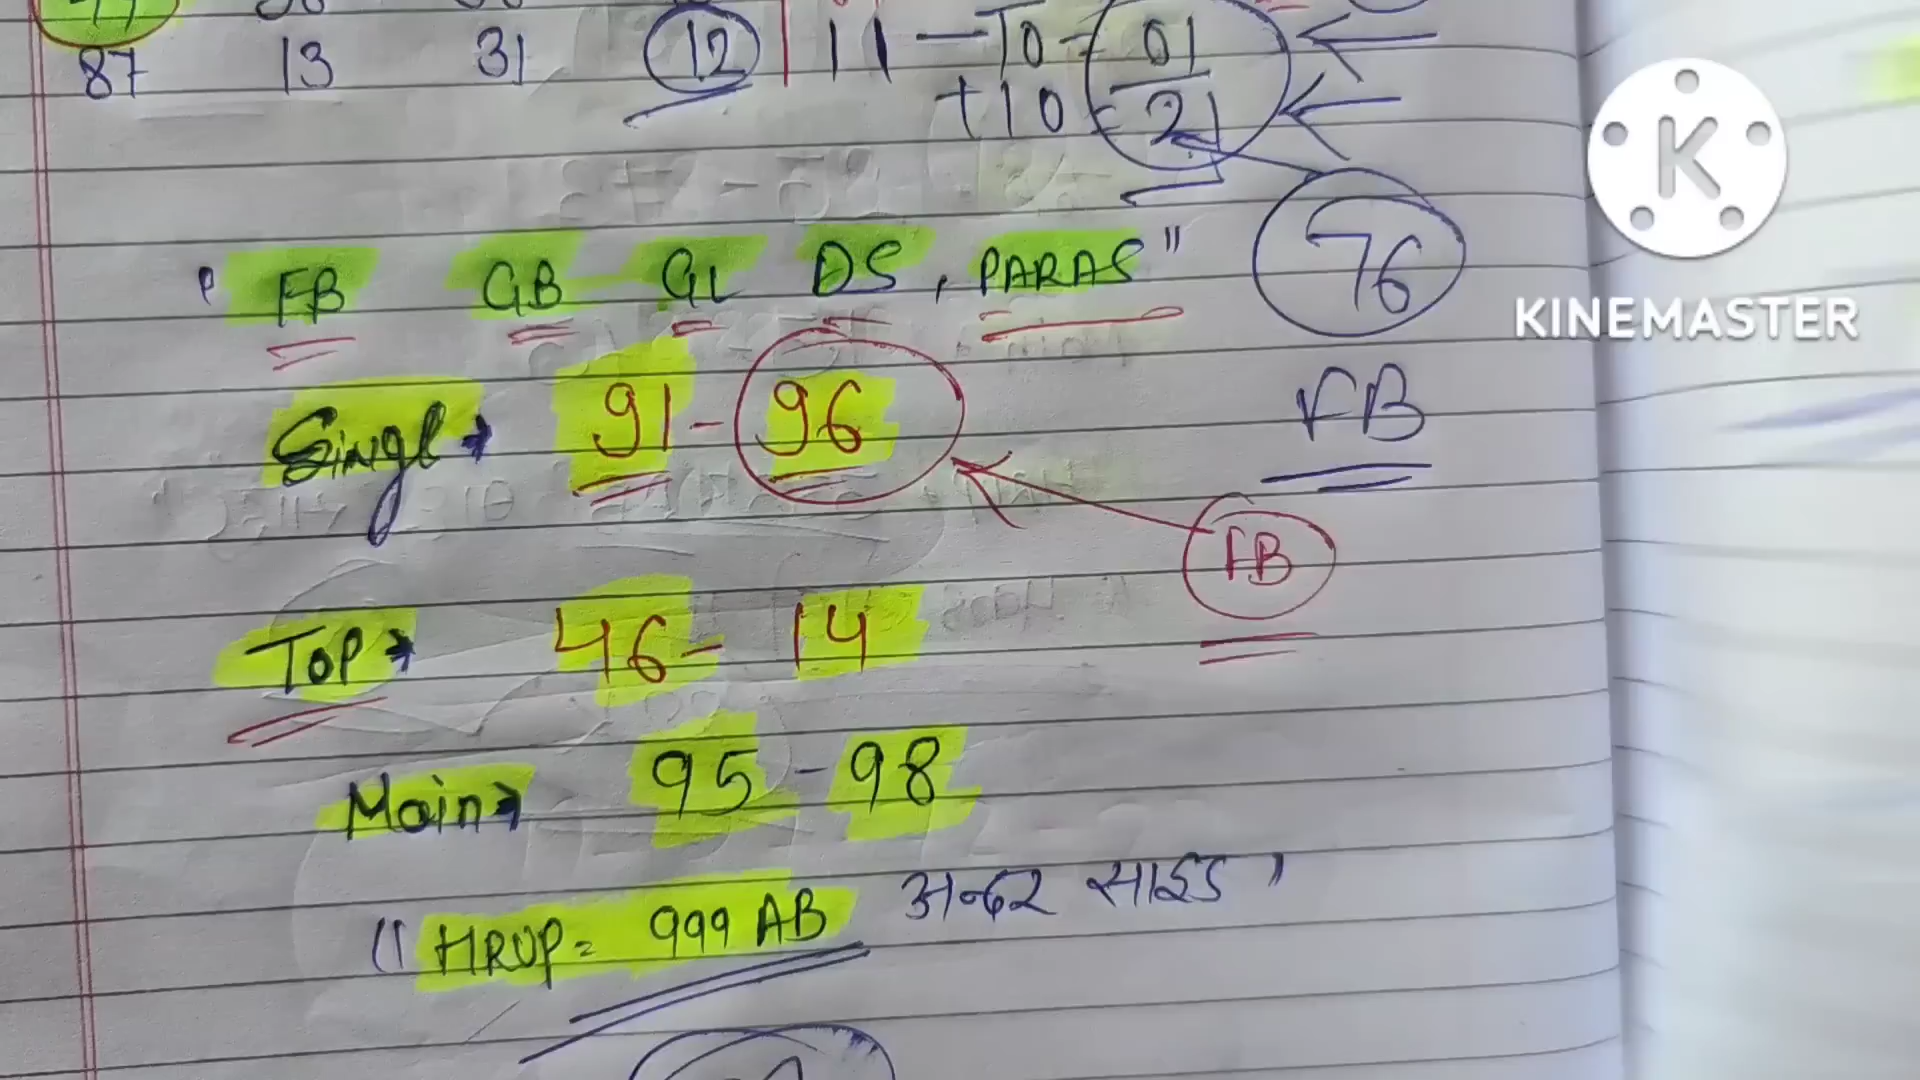 87 13 31 12 11 - 10 = 01
+10 = 21
76
" FB GB GL DS, PARAS "
FB
Singl → 91 - 96
FB
TOP → 46 - 14
Main → 95 - 98
" HRUP = 999 AB अन्दर साइड "
K
KINEMASTER